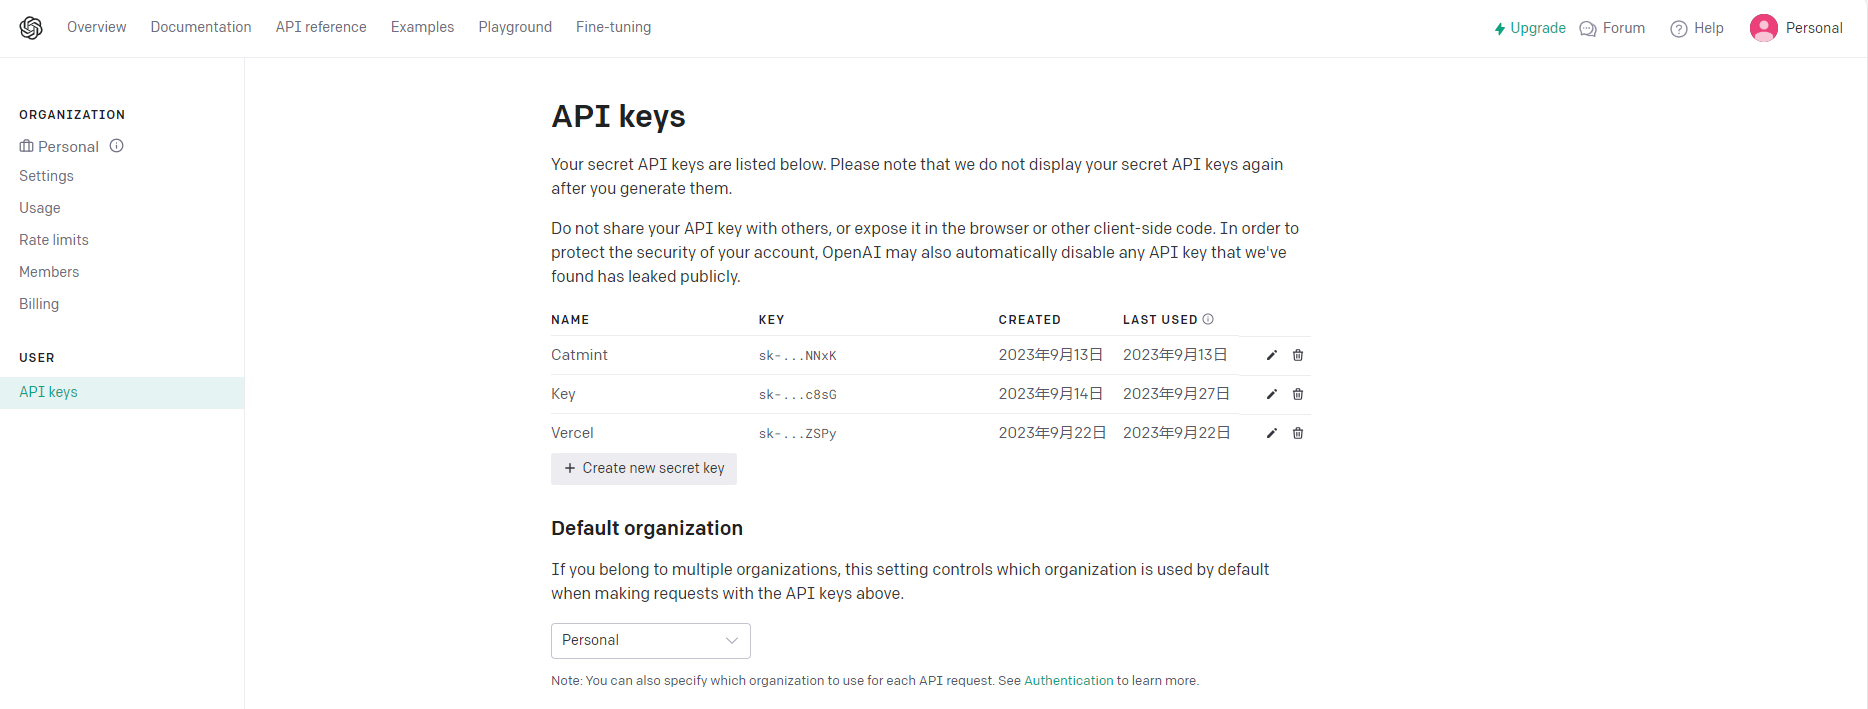 Overview Documentation API reference Examples Playground Fine-tuning Upgrade Forum Help Personal
ORGANIZATION
Personal
Settings
Usage
Rate limits
Members
Billing
USER
API keys
API keys
Your secret API keys are listed below. Please note that we do not display your secret API keys again
after you generate them.
Do not share your API key with others, or expose it in the browser or other client-side code. In order to
protect the security of your account, OpenAI may also automatically disable any API key that we've
found has leaked publicly.
NAME KEY CREATED LAST USED
Catmint sk-...NNxK 2023年9月13日 2023年9月13日
Key sk-...c8sG 2023年9月14日 2023年9月27日
Vercel sk-...ZSPy 2023年9月22日 2023年9月22日
+ Create new secret key
Default organization
If you belong to multiple organizations, this setting controls which organization is used by default
when making requests with the API keys above.
Personal
Note: You can also specify which organization to use for each API request. See Authentication to learn more.